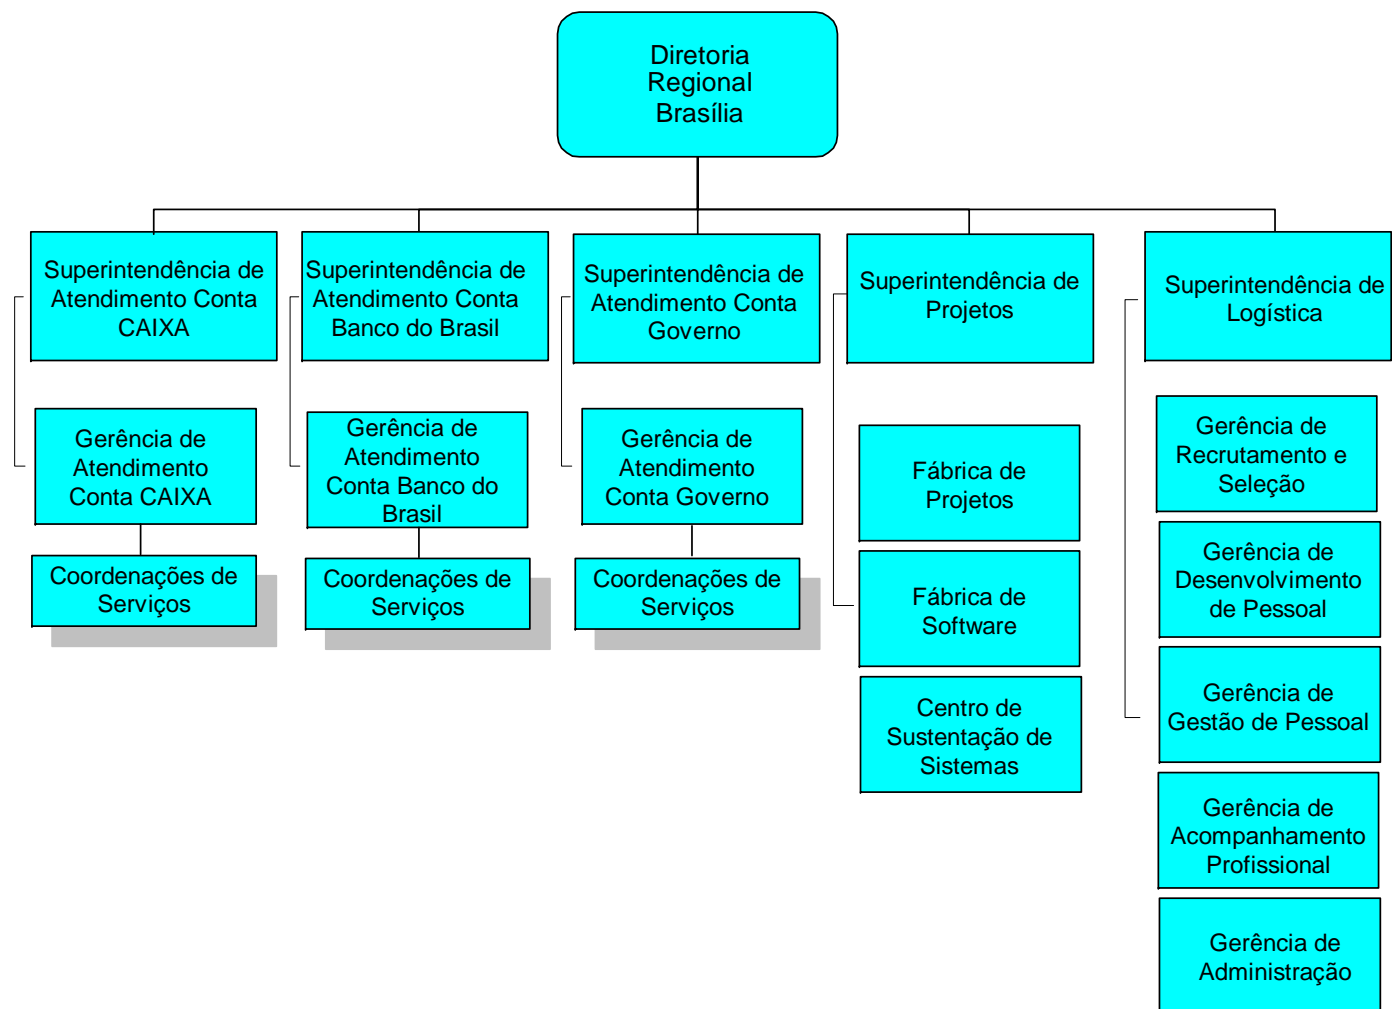 Diretoria
Regional
Brasília
Superintendência de
Atendimento Conta
CAIXA
Superintendência de
Atendimento Conta
Banco do Brasil
Superintendência de
Atendimento Conta
Governo
Superintendência de
Projetos
Superintendência de
Logística
Gerência de
Atendimento
Conta CAIXA
Gerência de
Atendimento
Conta Banco do
Brasil
Gerência de
Atendimento
Conta Governo
Fábrica de
Projetos
Gerência de
Recrutamento e
Seleção
Coordenações de
Serviços
Coordenações de
Serviços
Coordenações de
Serviços
Fábrica de
Software
Gerência de
Desenvolvimento
de Pessoal
Centro de
Sustentação de
Sistemas
Gerência de
Gestão de Pessoal
Gerência de
Acompanhamento
Profissional
Gerência de
Administração